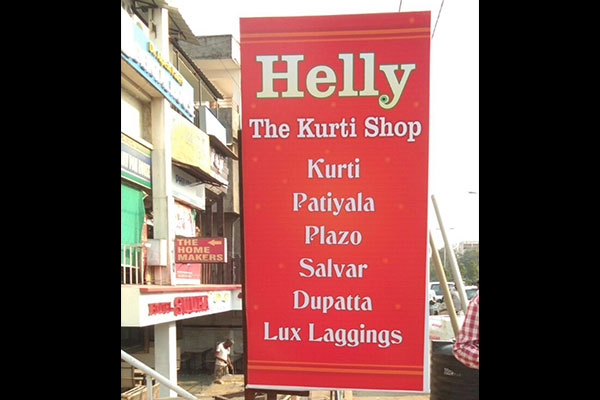 Helly
The Kurti Shop
Kurti
Patiyala
Plazo
Salvar
Dupatta
Lux Laggings
THE
HOME
MAKERS